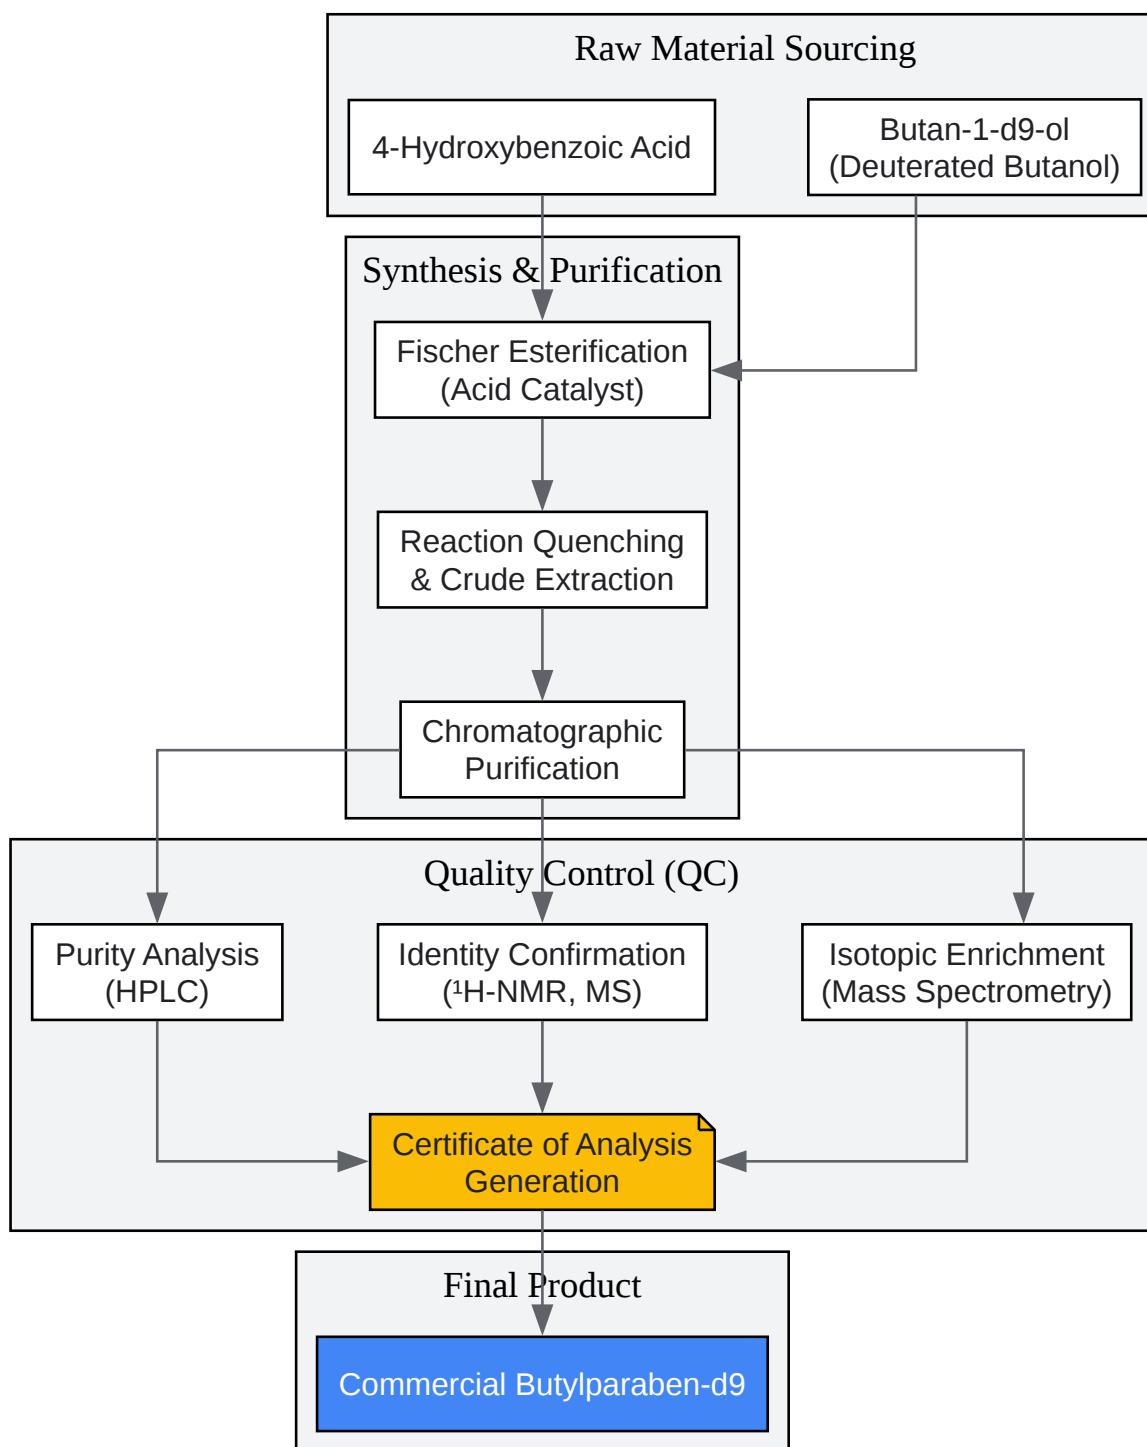 Raw Material Sourcing
4-Hydroxybenzoic Acid
Butan-1-d9-ol
(Deuterated Butanol)
Synthesis & Purification
Fischer Esterification
(Acid Catalyst)
Reaction Quenching
& Crude Extraction
Chromatographic
Purification
Quality Control (QC)
Purity Analysis
(HPLC)
Identity Confirmation
(¹H-NMR, MS)
Isotopic Enrichment
(Mass Spectrometry)
Certificate of Analysis
Generation
Final Product
Commercial Butylparaben-d9